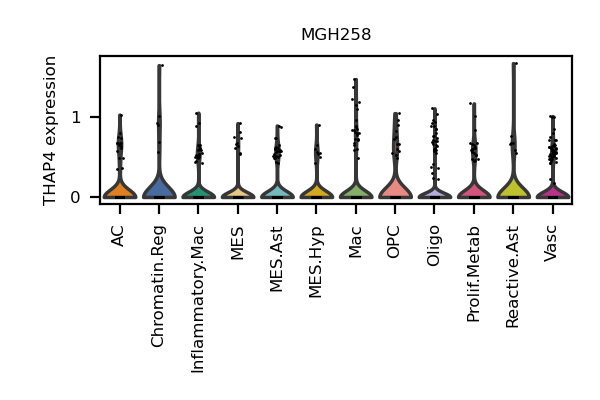 MGH258
THAP4 expression
1
0
AC
Chromatin.Reg
Inflammatory.Mac
MES
MES.Ast
MES.Hyp
Mac
OPC
Oligo
Prolif.Metab
Reactive.Ast
Vasc